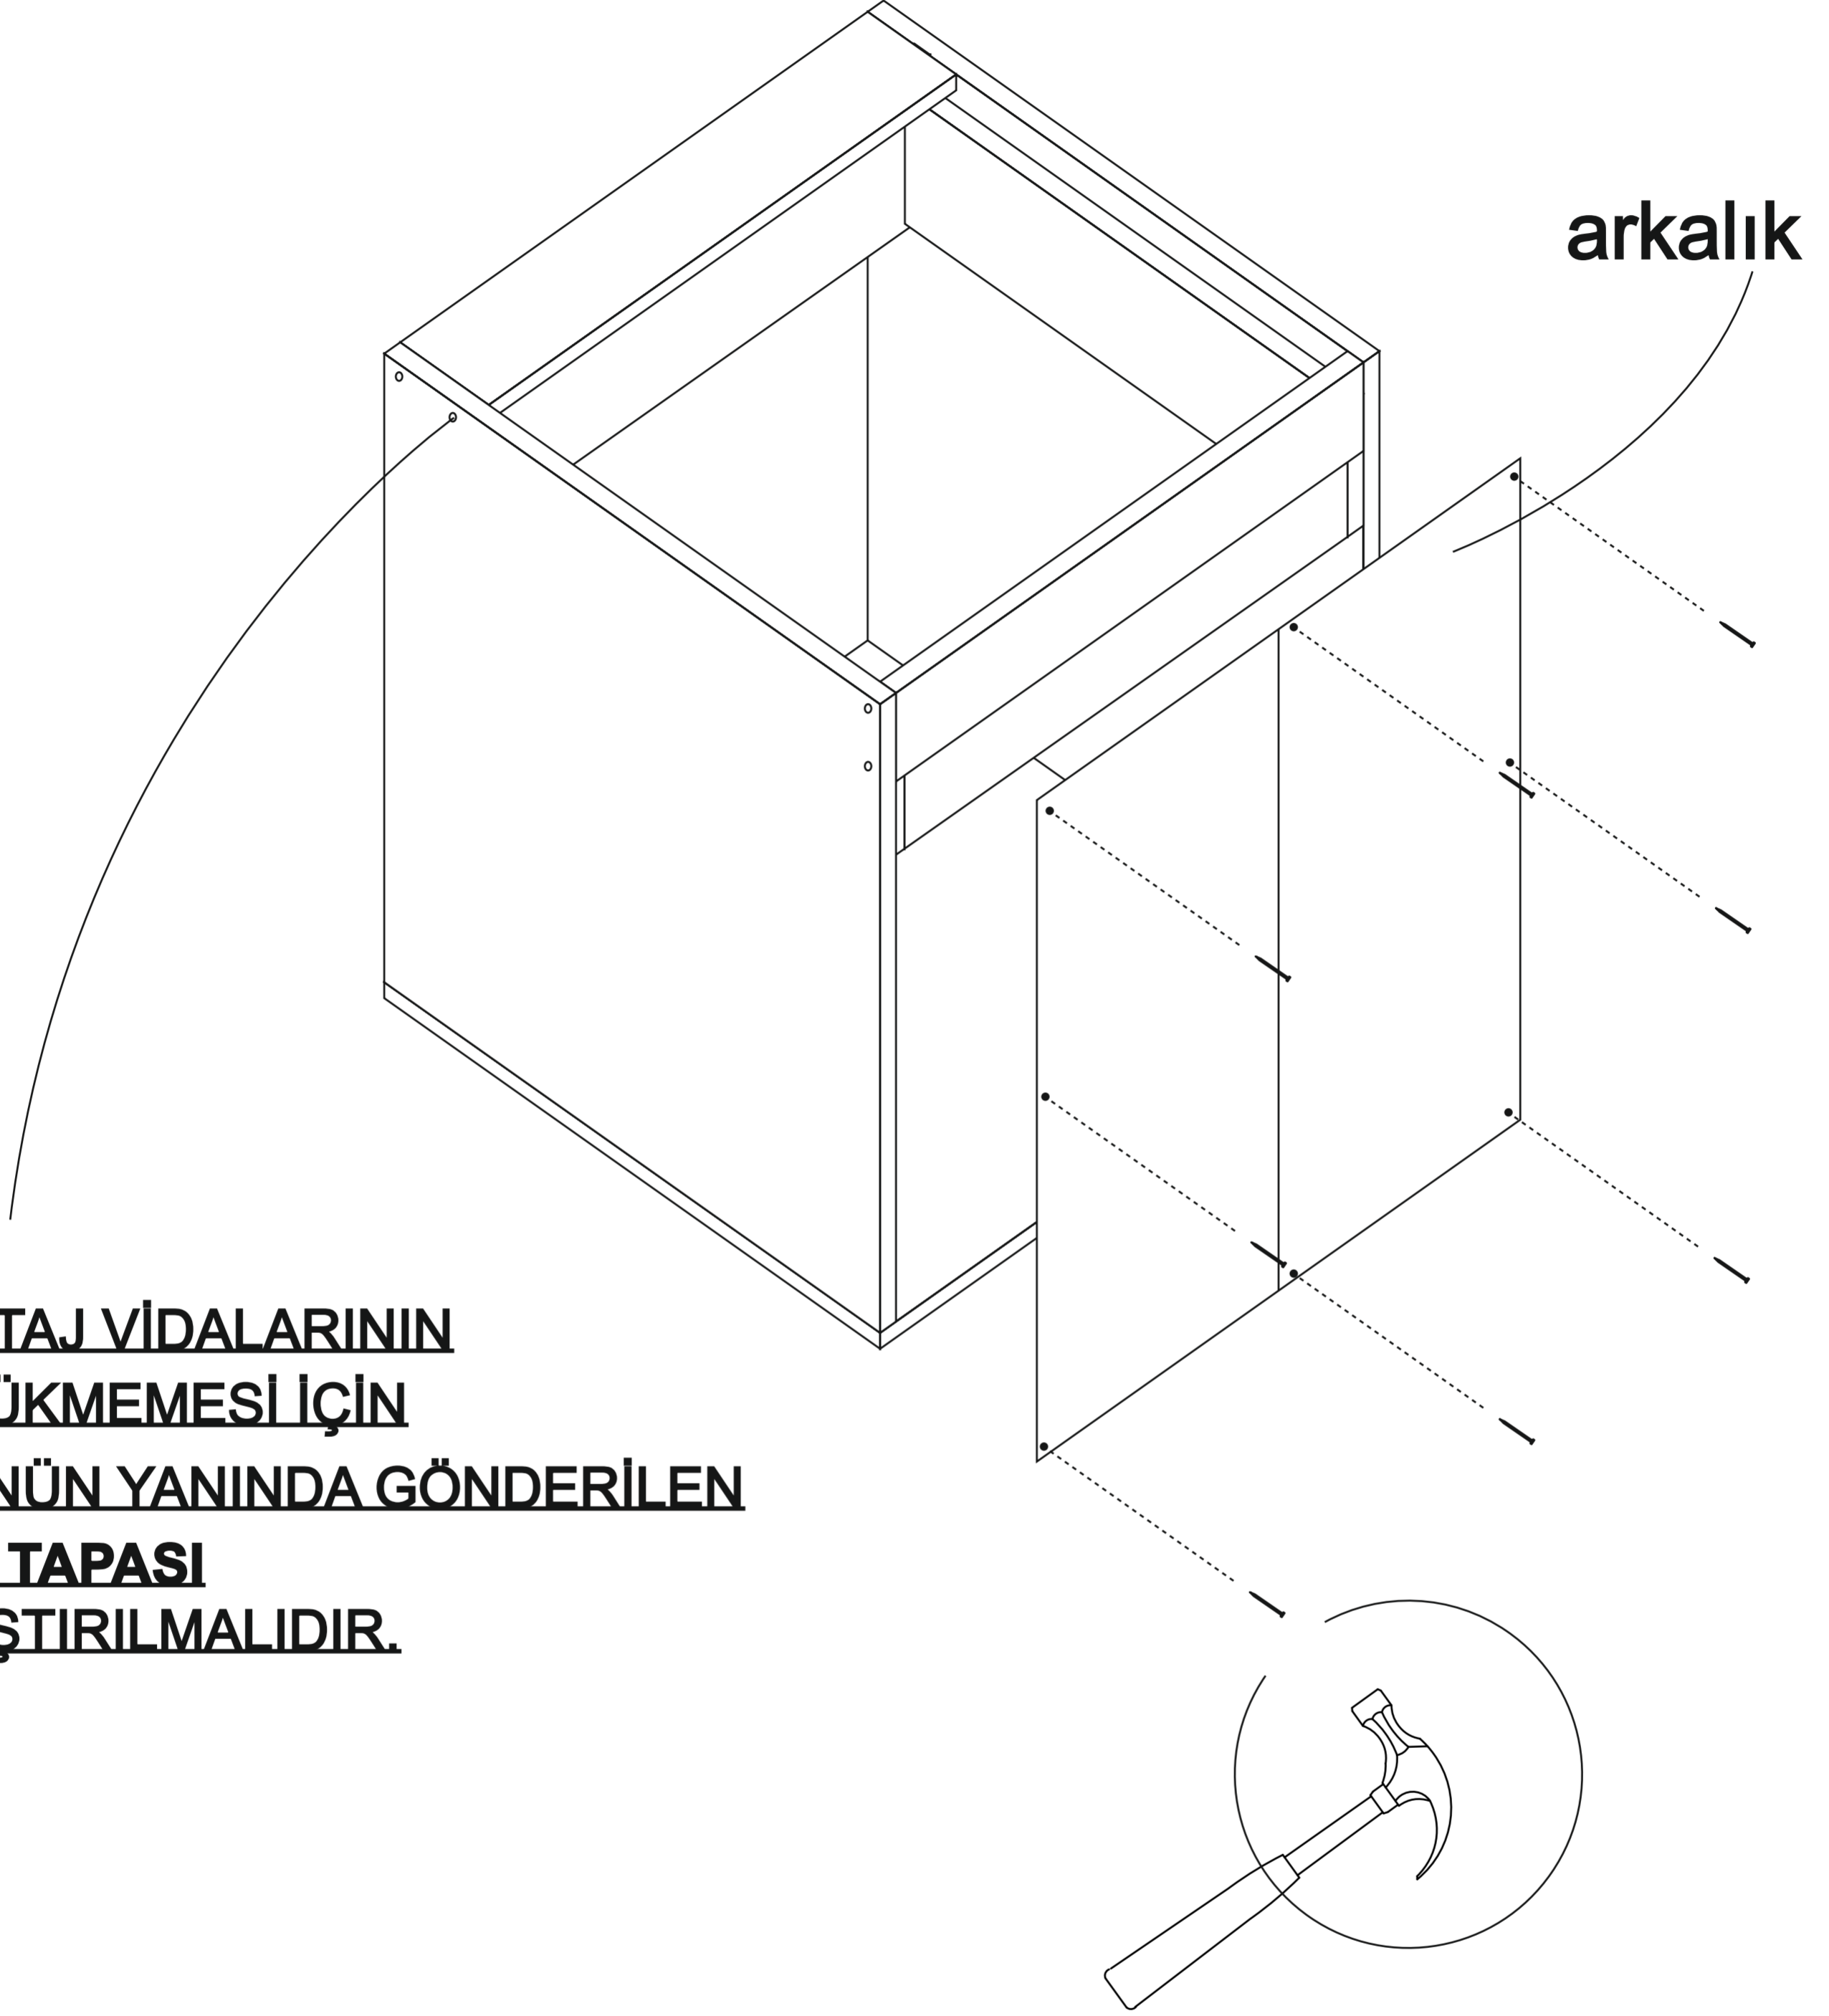 arkalık
TAJ VİDALARININ
ÜKMEMESİ İÇİN
NÜN YANINDA GÖNDERİLEN
TAPASI
ŞTIRILMALIDIR.